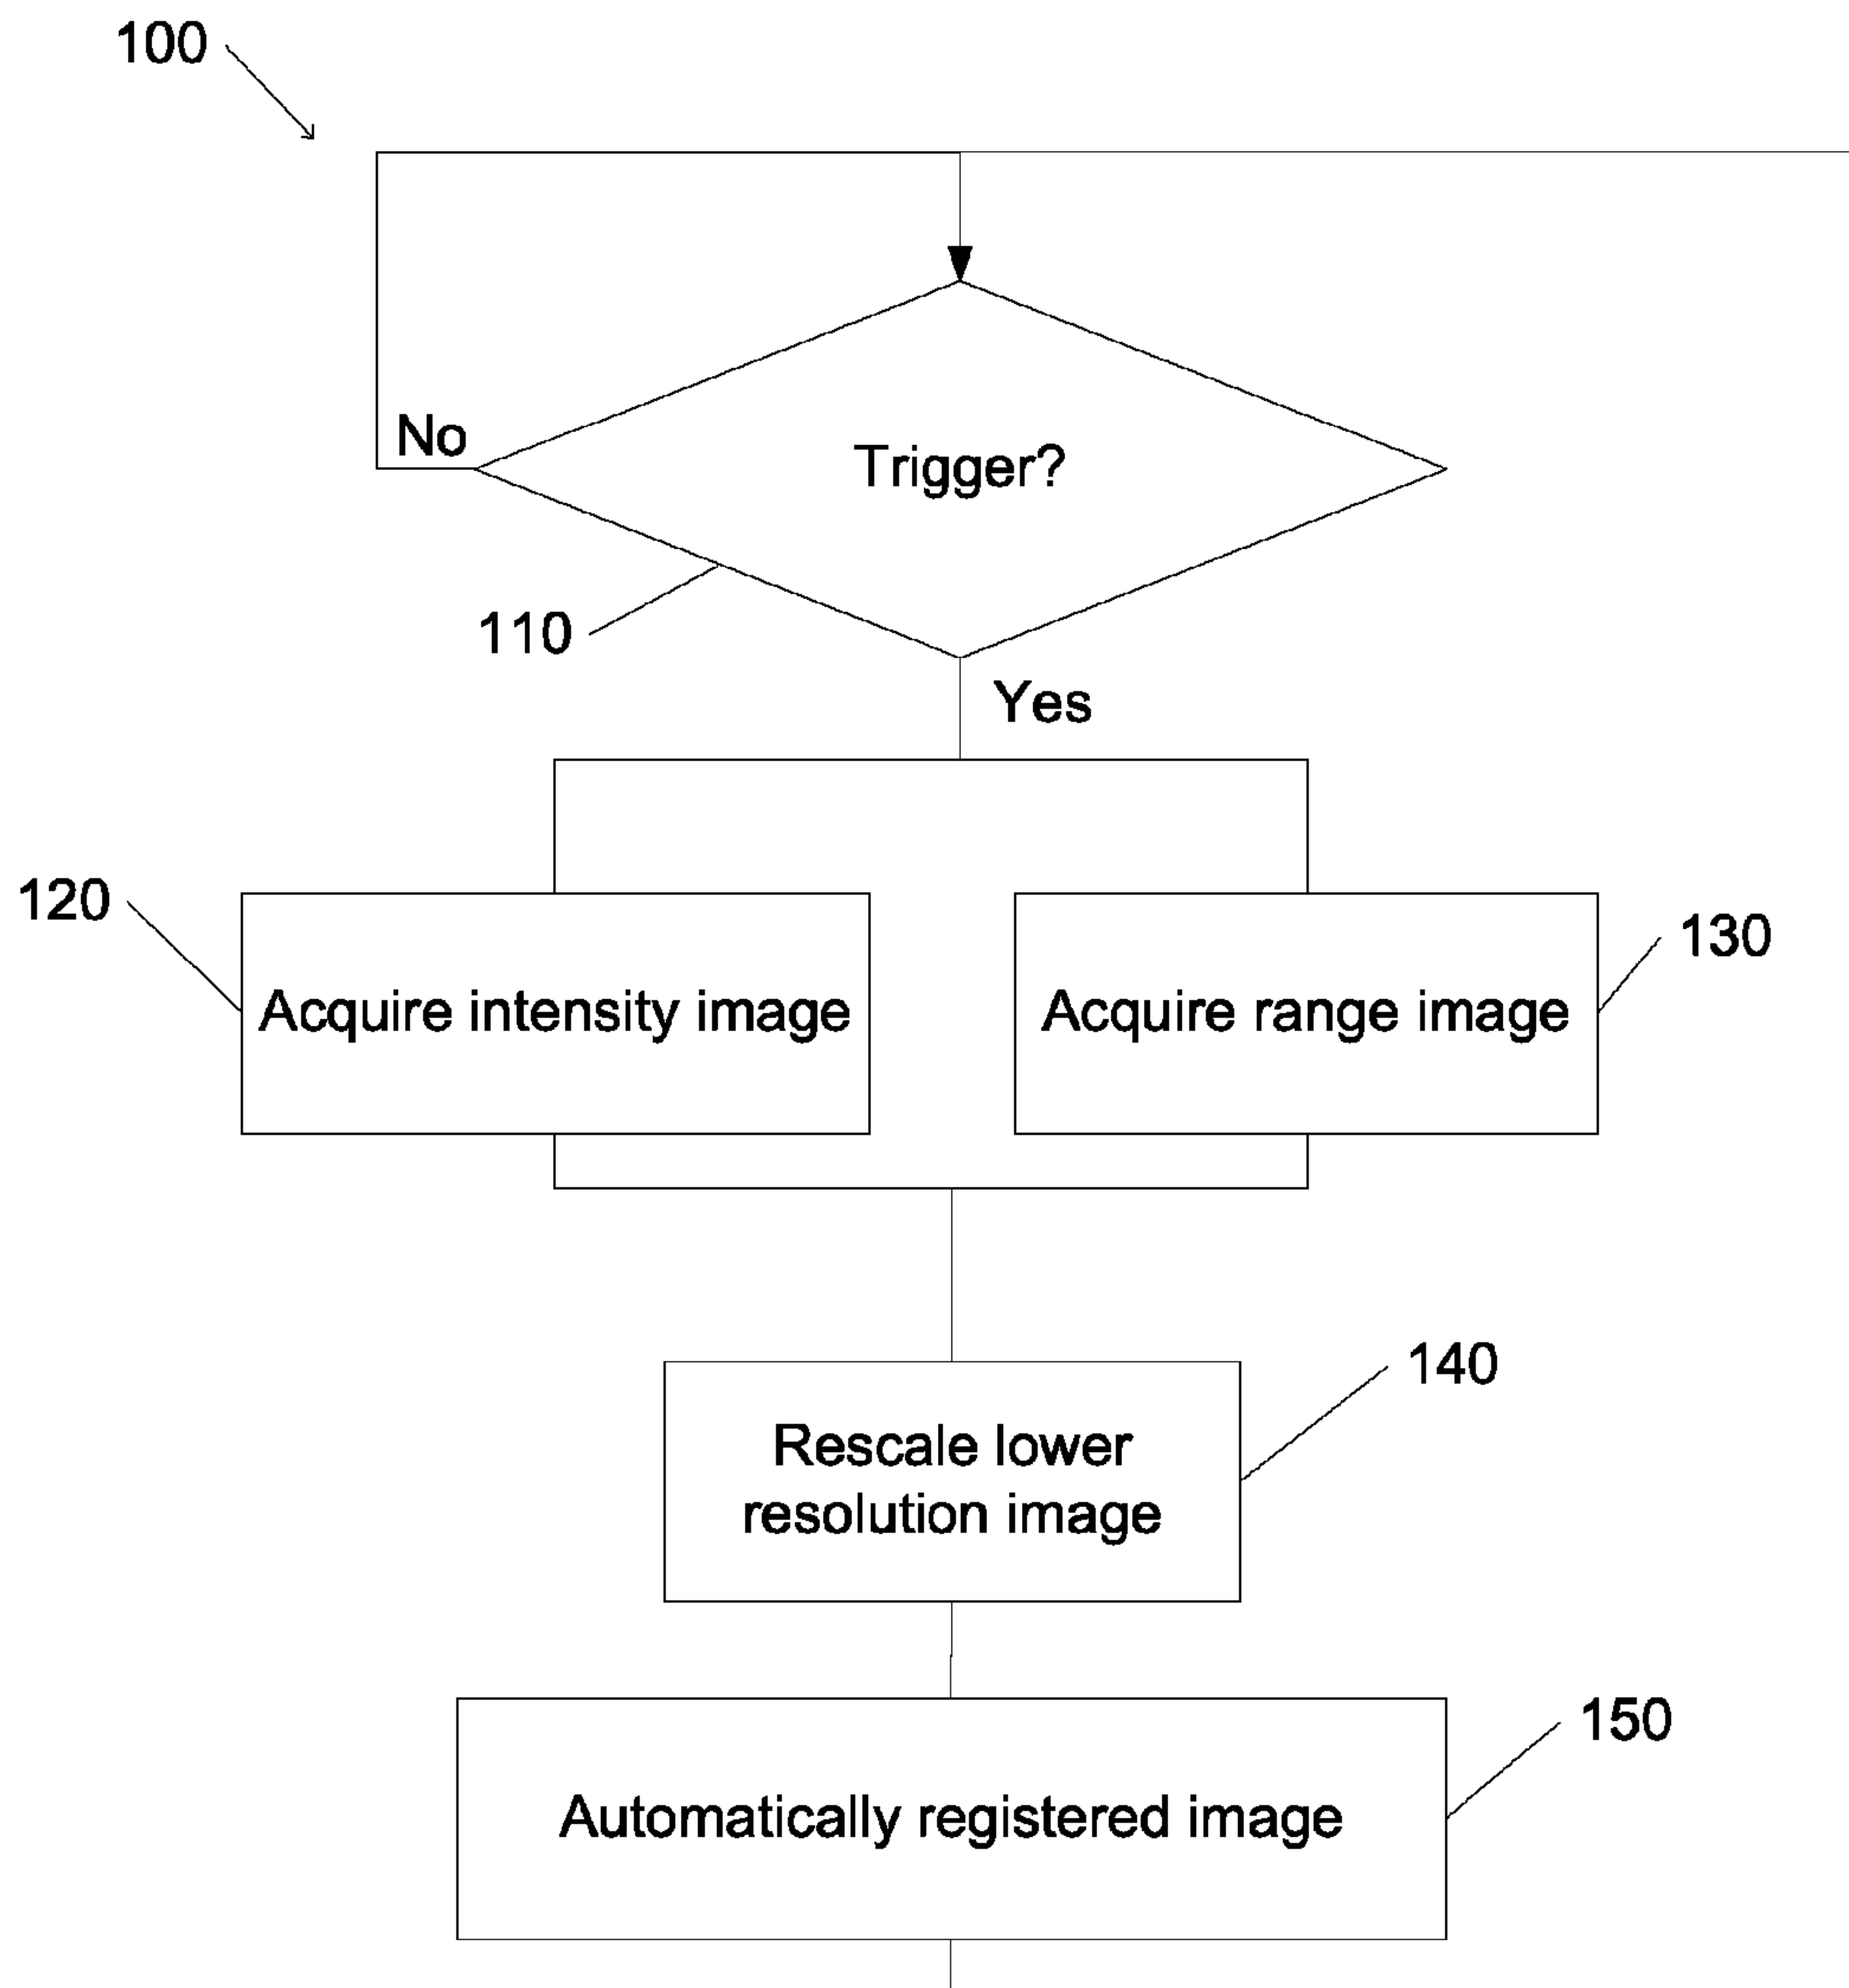 100
No
Trigger?
110
Yes
120
130
Acquire intensity image
Acquire range image
140
Rescale lower
resolution image
150
Automatically registered image